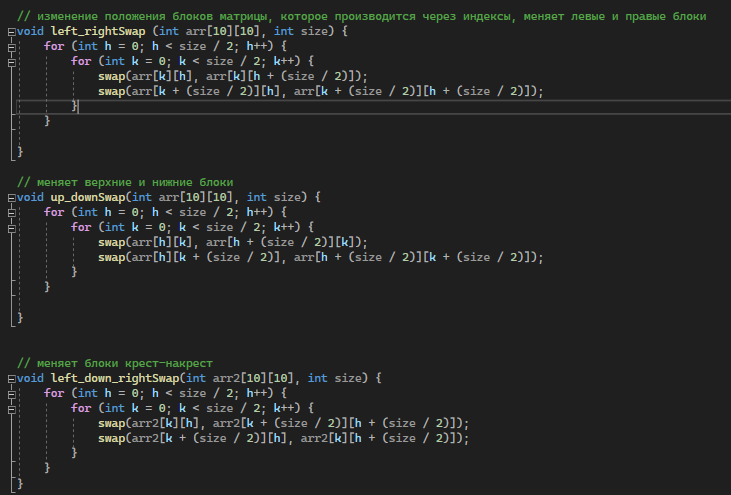 // изменение положения блоков матрицы, которое производится через индексы, меняет левые и правые блоки
void left_rightSwap (int arr[10][10], int size) {
    for (int h = 0; h < size / 2; h++) {
        for (int k = 0; k < size / 2; k++) {
            swap(arr[k][h], arr[k][h + (size / 2)]);
            swap(arr[k + (size / 2)][h], arr[k + (size / 2)][h + (size / 2)]);
        }
    }
}
// меняет верхние и нижние блоки
void up_downSwap(int arr[10][10], int size) {
    for (int h = 0; h < size / 2; h++) {
        for (int k = 0; k < size / 2; k++) {
            swap(arr[h][k], arr[h + (size / 2)][k]);
            swap(arr[h][k + (size / 2)], arr[h + (size / 2)][k + (size / 2)]);
        }
    }
}
// меняет блоки крест-накрест
void left_down_rightSwap(int arr2[10][10], int size) {
    for (int h = 0; h < size / 2; h++) {
        for (int k = 0; k < size / 2; k++) {
            swap(arr2[k][h], arr2[k + (size / 2)][h + (size / 2)]);
            swap(arr2[k + (size / 2)][h], arr2[k][h + (size / 2)]);
        }
    }
}